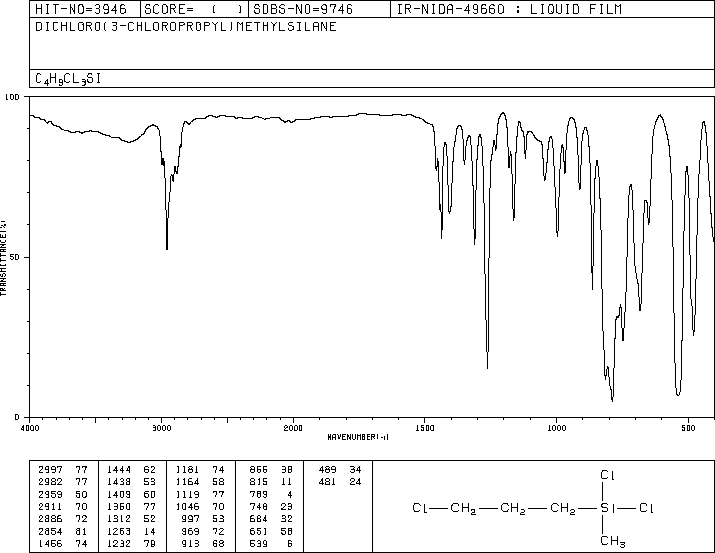 HIT-NO=3946 SCORE= ( ) SDBS-NO=9746 IR-NIDA-49660 : LIQUID FILM
DICHLORO(3-CHLOROPROPYL)METHYLSILANE
C4H9CL3SI
100
50
0
TRANSMITTANCE(%)
4000 3000 2000 1500 1000 500
WAVENUMBER(-1)
2997 77 1444 62 1181 74 866 38 489 34
2982 77 1438 53 1164 58 815 11 481 24
2959 50 1409 60 1119 77 789 4
2911 70 1360 77 1046 70 748 23
2886 72 1312 52 997 53 684 32
2854 81 1263 14 969 72 651 58
1456 74 1232 79 913 68 539 6
Cl
Cl—CH2—CH2—CH2—Si—Cl
CH3